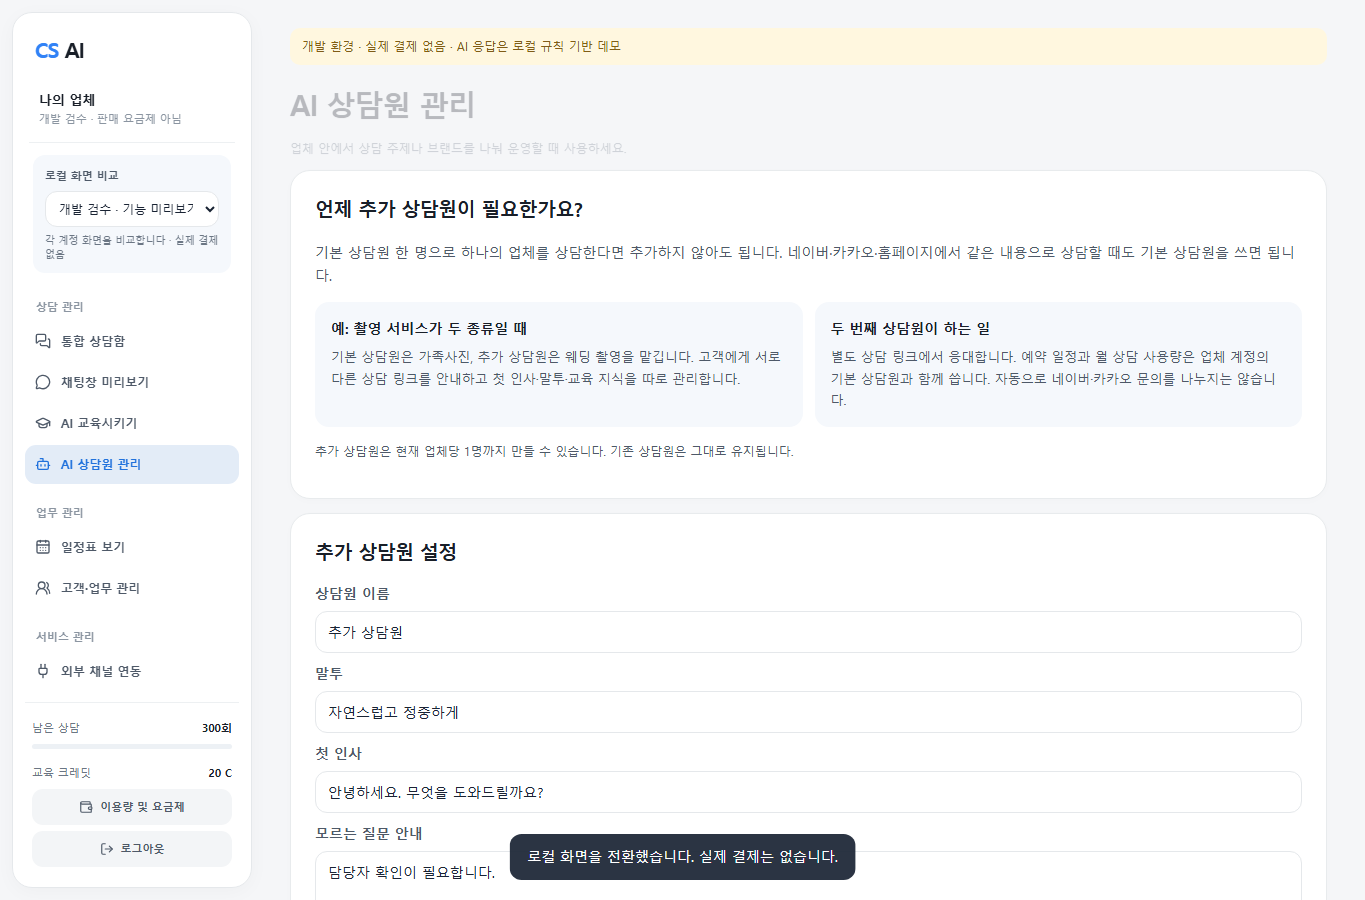 CS AI
나의 업체
개발 검수 · 판매 요금제 아님
로컬 화면 비교
개발 검수 · 기능 미리보기
각 계정 화면을 비교합니다 · 실제 결제
없음
상담 관리
통합 상담함
채팅창 미리보기
AI 교육시키기
AI 상담원 관리
업무 관리
일정표 보기
고객·업무 관리
서비스 관리
외부 채널 연동
남은 상담 300회
교육 크레딧 20 C
이용량 및 요금제
로그아웃
개발 환경 · 실제 결제 없음 · AI 응답은 로컬 규칙 기반 데모
AI 상담원 관리
업체 안에서 상담 주제나 브랜드를 나눠 운영할 때 사용하세요.
언제 추가 상담원이 필요한가요?
기본 상담원 한 명으로 하나의 업체를 상담한다면 추가하지 않아도 됩니다. 네이버·카카오·홈페이지에서 같은 내용으로 상담할 때도 기본 상담원을 쓰면 됩니
다.
예: 촬영 서비스가 두 종류일 때
기본 상담원은 가족사진, 추가 상담원은 웨딩 촬영을 맡깁니다. 고객에게 서로
다른 상담 링크를 안내하고 첫 인사·말투·교육 지식을 따로 관리합니다.
두 번째 상담원이 하는 일
별도 상담 링크에서 응대합니다. 예약 일정과 월 상담 사용량은 업체 계정의
기본 상담원과 함께 씁니다. 자동으로 네이버·카카오 문의를 나누지는 않습니
다.
추가 상담원은 현재 업체당 1명까지 만들 수 있습니다. 기존 상담원은 그대로 유지됩니다.
추가 상담원 설정
상담원 이름
추가 상담원
말투
자연스럽고 정중하게
첫 인사
안녕하세요. 무엇을 도와드릴까요?
모르는 질문 안내
담당자 확인이 필요합니다.
로컬 화면을 전환했습니다. 실제 결제는 없습니다.